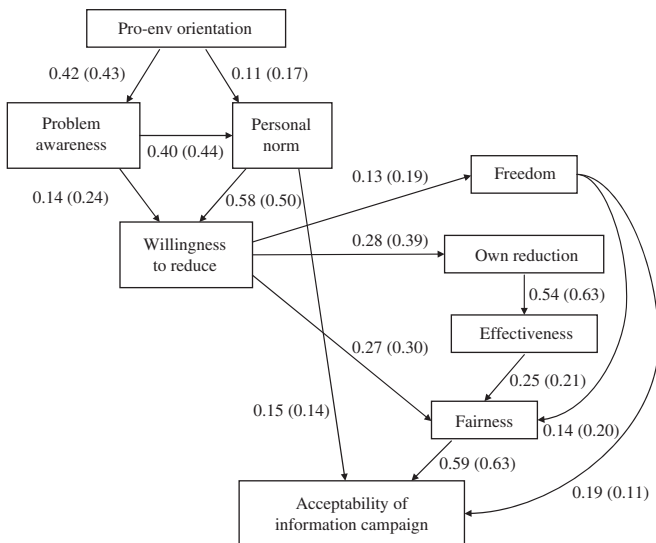 Pro-env orientation
0.42 (0.43)
0.11 (0.17)
Problem
awareness
0.40 (0.44)
Personal
norm
0.14 (0.24)
0.58 (0.50)
0.13 (0.19)
Freedom
Willingness
to reduce
0.28 (0.39)
Own reduction
0.54 (0.63)
Effectiveness
0.27 (0.30)
0.25 (0.21)
0.15 (0.14)
Fairness
0.14 (0.20)
0.59 (0.63)
0.19 (0.11)
Acceptability of
information campaign